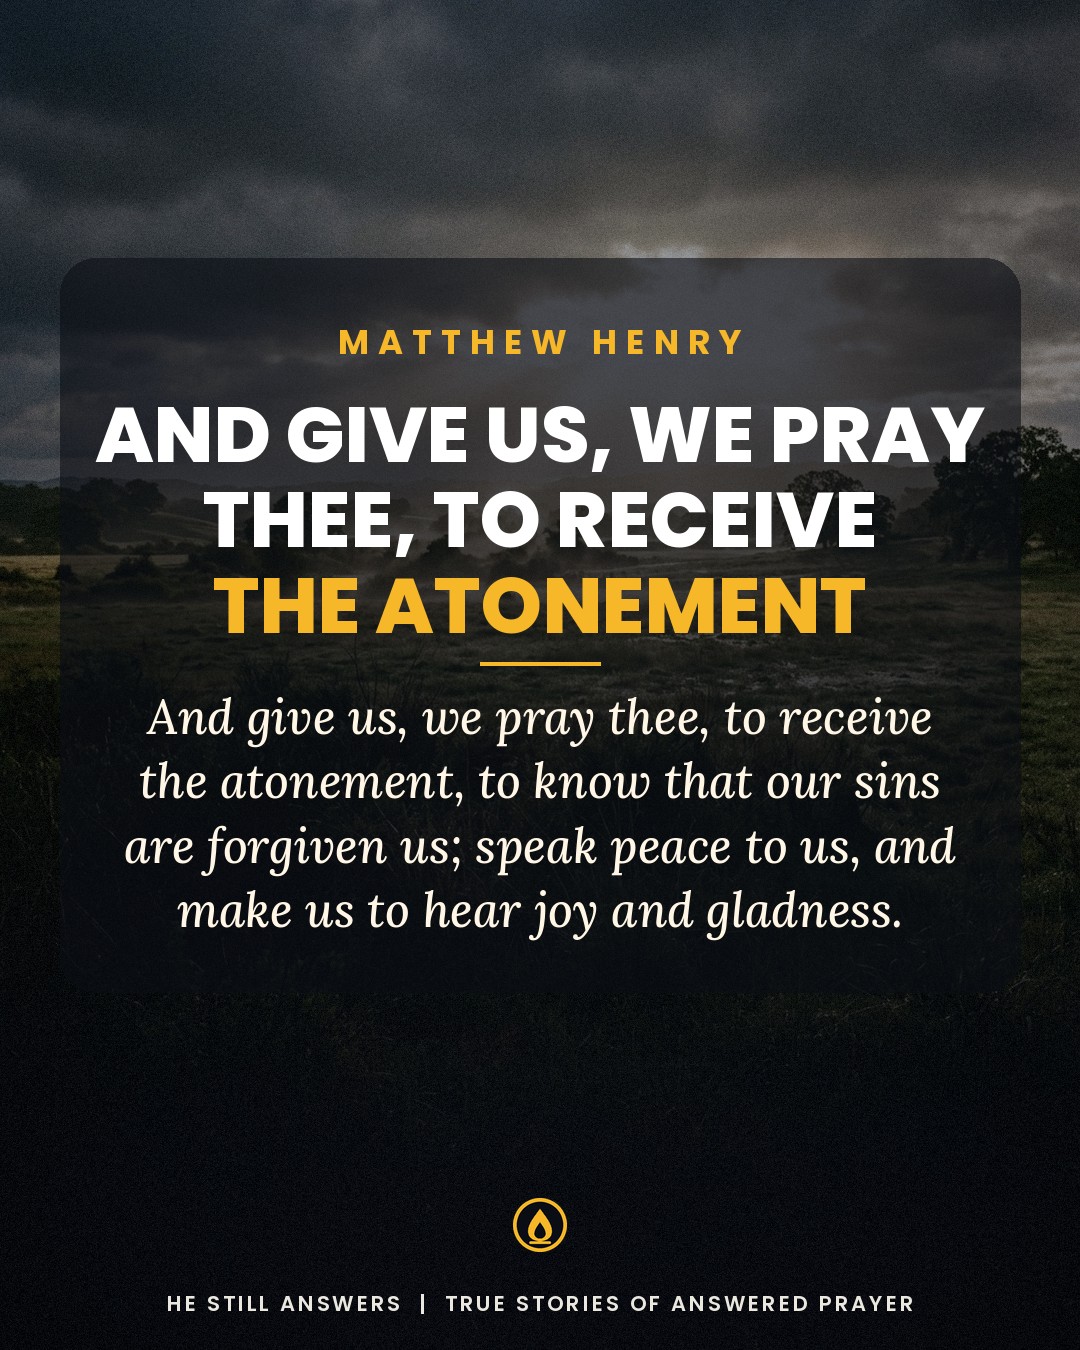 MATTHEW HENRY
AND GIVE US, WE PRAY
THEE, TO RECEIVE
THE ATONEMENT
And give us, we pray thee, to receive
the atonement, to know that our sins
are forgiven us; speak peace to us, and
make us to hear joy and gladness.
HE STILL ANSWERS | TRUE STORIES OF ANSWERED PRAYER